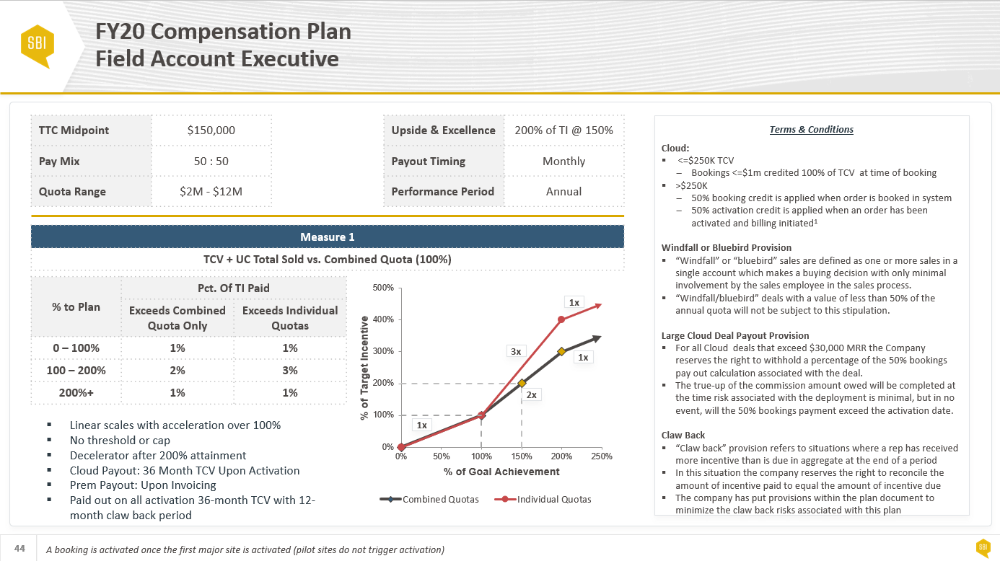 SBI
FY20 Compensation Plan
Field Account Executive
TTC Midpoint $150,000
Pay Mix 50 : 50
Quota Range $2M - $12M
Upside & Excellence 200% of TI @ 150%
Payout Timing Monthly
Performance Period Annual
Measure 1
TCV + UC Total Sold vs. Combined Quota (100%)
% to Plan
Pct. Of TI Paid
Exceeds Combined
Quota Only
Exceeds Individual
Quotas
0 – 100% 1% 1%
100 – 200% 2% 3%
200%+ 1% 1%
▪ Linear scales with acceleration over 100%
▪ No threshold or cap
▪ Decelerator after 200% attainment
▪ Cloud Payout: 36 Month TCV Upon Activation
▪ Prem Payout: Upon Invoicing
▪ Paid out on all activation 36-month TCV with 12-
month claw back period
% of Target Incentive
500%
400%
300%
200%
100%
0%
1x
3x
1x
2x
1x
0% 50% 100% 150% 200% 250%
% of Goal Achievement
Combined Quotas Individual Quotas
Terms & Conditions
Cloud:
▪ <=$250K TCV
– Bookings <=$1m credited 100% of TCV at time of booking
▪ >$250K
– 50% booking credit is applied when order is booked in system
– 50% activation credit is applied when an order has been
activated and billing initiated¹
Windfall or Bluebird Provision
▪ “Windfall” or “bluebird” sales are defined as one or more sales in a
single account which makes a buying decision with only minimal
involvement by the sales employee in the sales process.
▪ “Windfall/bluebird” deals with a value of less than 50% of the
annual quota will not be subject to this stipulation.
Large Cloud Deal Payout Provision
▪ For all Cloud deals that exceed $30,000 MRR the Company
reserves the right to withhold a percentage of the 50% bookings
pay out calculation associated with the deal.
▪ The true-up of the commission amount owed will be completed at
the time risk associated with the deployment is minimal, but in no
event, will the 50% bookings payment exceed the activation date.
Claw Back
▪ “Claw back” provision refers to situations where a rep has received
more incentive than is due in aggregate at the end of a period
▪ In this situation the company reserves the right to reconcile the
amount of incentive paid to equal the amount of incentive due
▪ The company has put provisions within the plan document to
minimize the claw back risks associated with this plan
44
A booking is activated once the first major site is activated (pilot sites do not trigger activation)
SBI